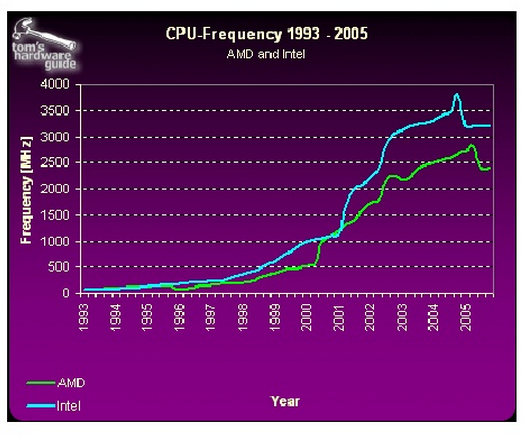 tom's
hardware
guide
CPU-Frequency 1993 - 2005
AMD and Intel
Frequency [MHz]
4000
3500
3000
2500
2000
1500
1000
500
0
1993
1994
1995
1996
1997
1998
1999
2000
2001
2002
2003
2004
2005
Year
AMD
Intel